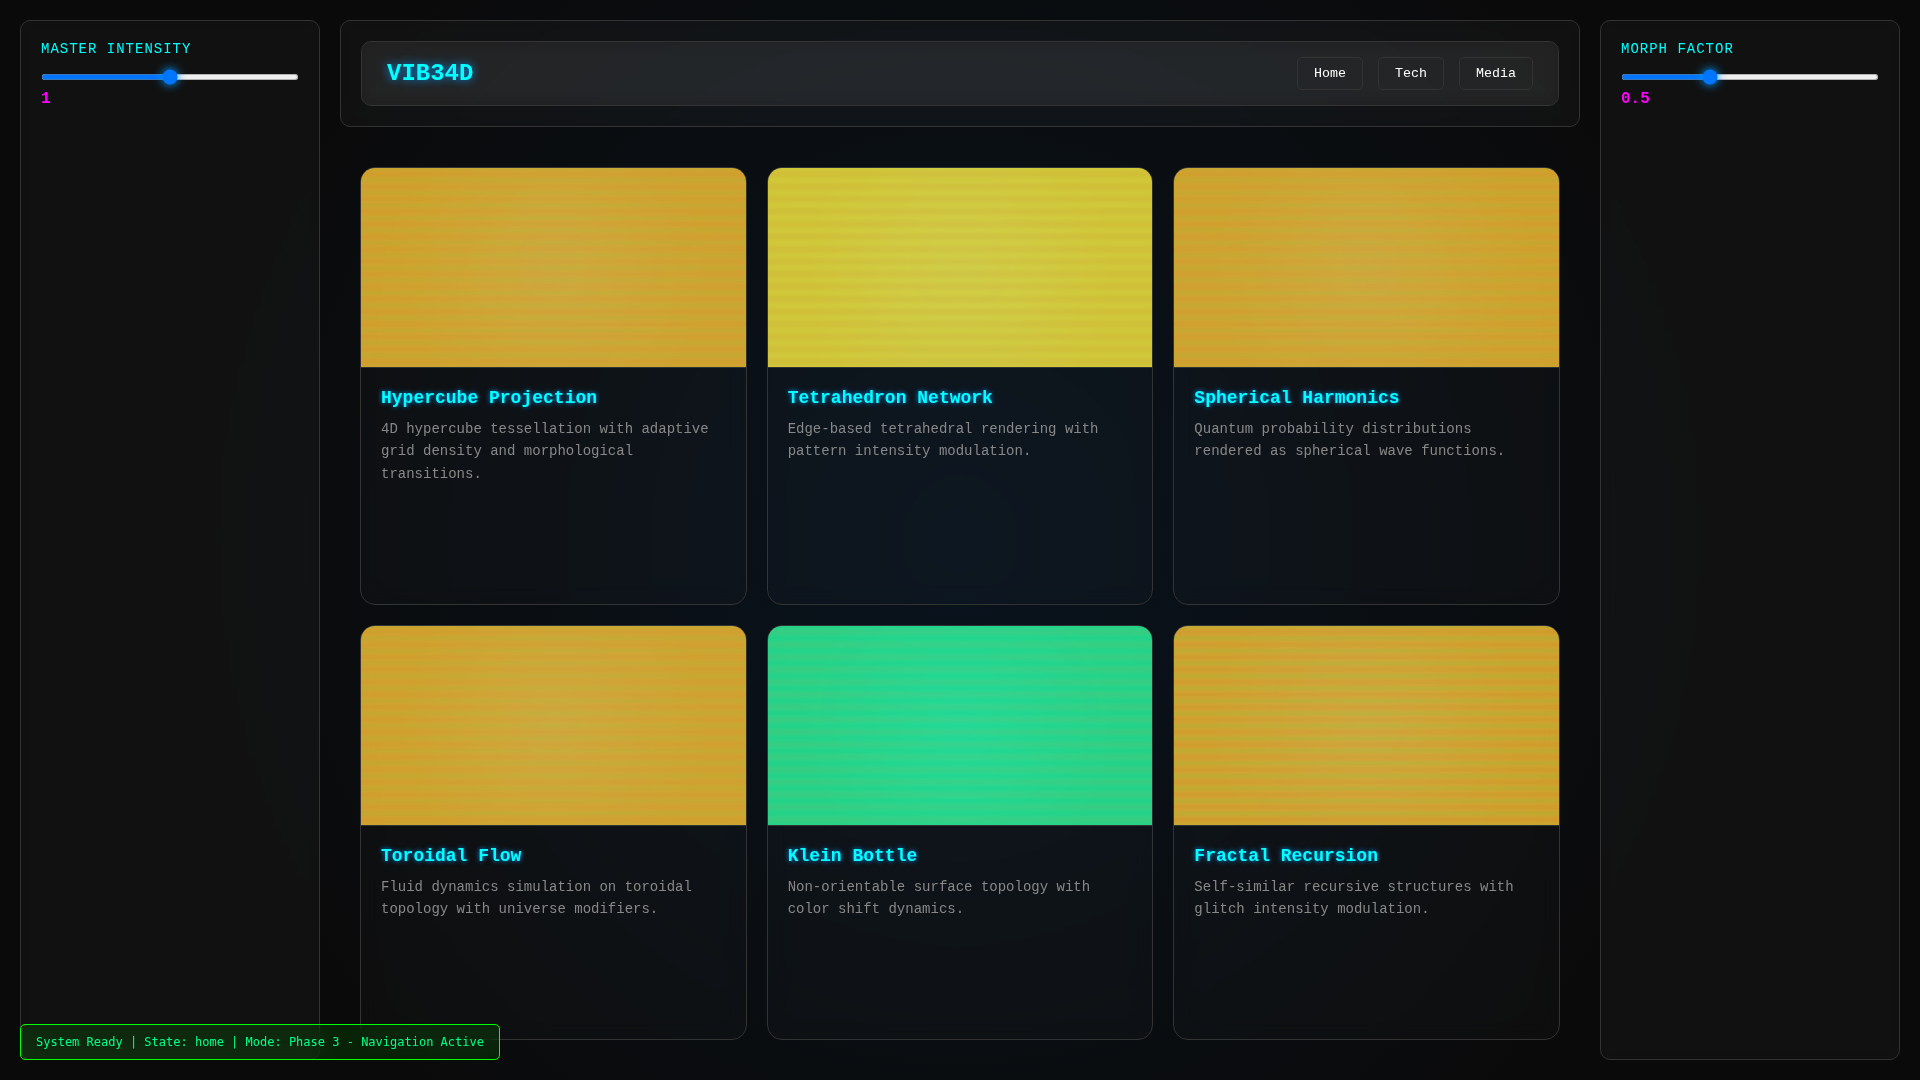 MASTER INTENSITY
1
VIB34D
Home
Tech
Media
MORPH FACTOR
0.5
Hypercube Projection
4D hypercube tessellation with adaptive
grid density and morphological
transitions.
Tetrahedron Network
Edge-based tetrahedral rendering with
pattern intensity modulation.
Spherical Harmonics
Quantum probability distributions
rendered as spherical wave functions.
Toroidal Flow
Fluid dynamics simulation on toroidal
topology with universe modifiers.
Klein Bottle
Non-orientable surface topology with
color shift dynamics.
Fractal Recursion
Self-similar recursive structures with
glitch intensity modulation.
System Ready | State: home | Mode: Phase 3 - Navigation Active